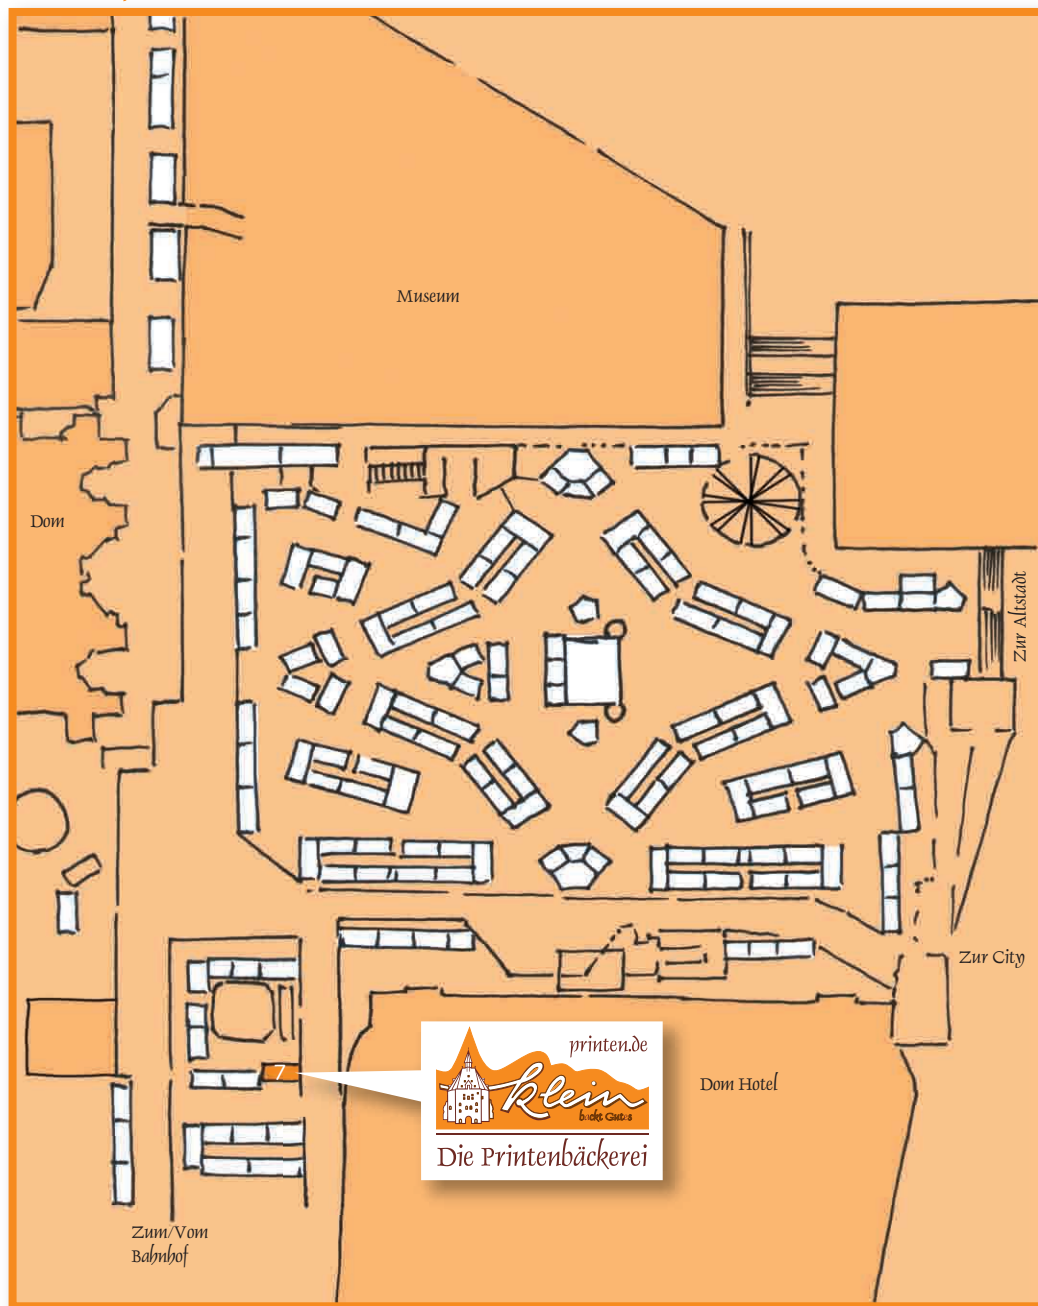 Museum
Dom
Zur Altstadt
Zur City
7
printen.de
klein
backt Gutes
Die Printenbäckerei
Dom Hotel
Zum/Vom
Bahnhof